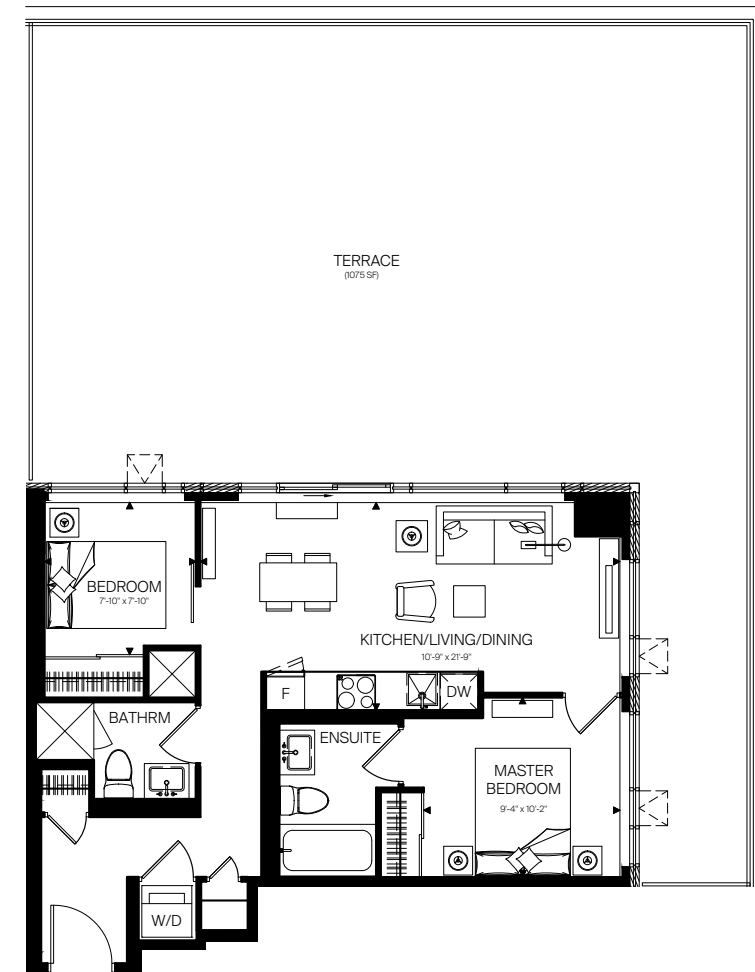 TERRACE
(1075 SF)
BEDROOM
7'-10" x 7'-10"
KITCHEN/LIVING/DINING
10'-9" x 21'-9"
F
DW
BATHRM
ENSUITE
MASTER
BEDROOM
9'-4" x 10'-2"
W/D